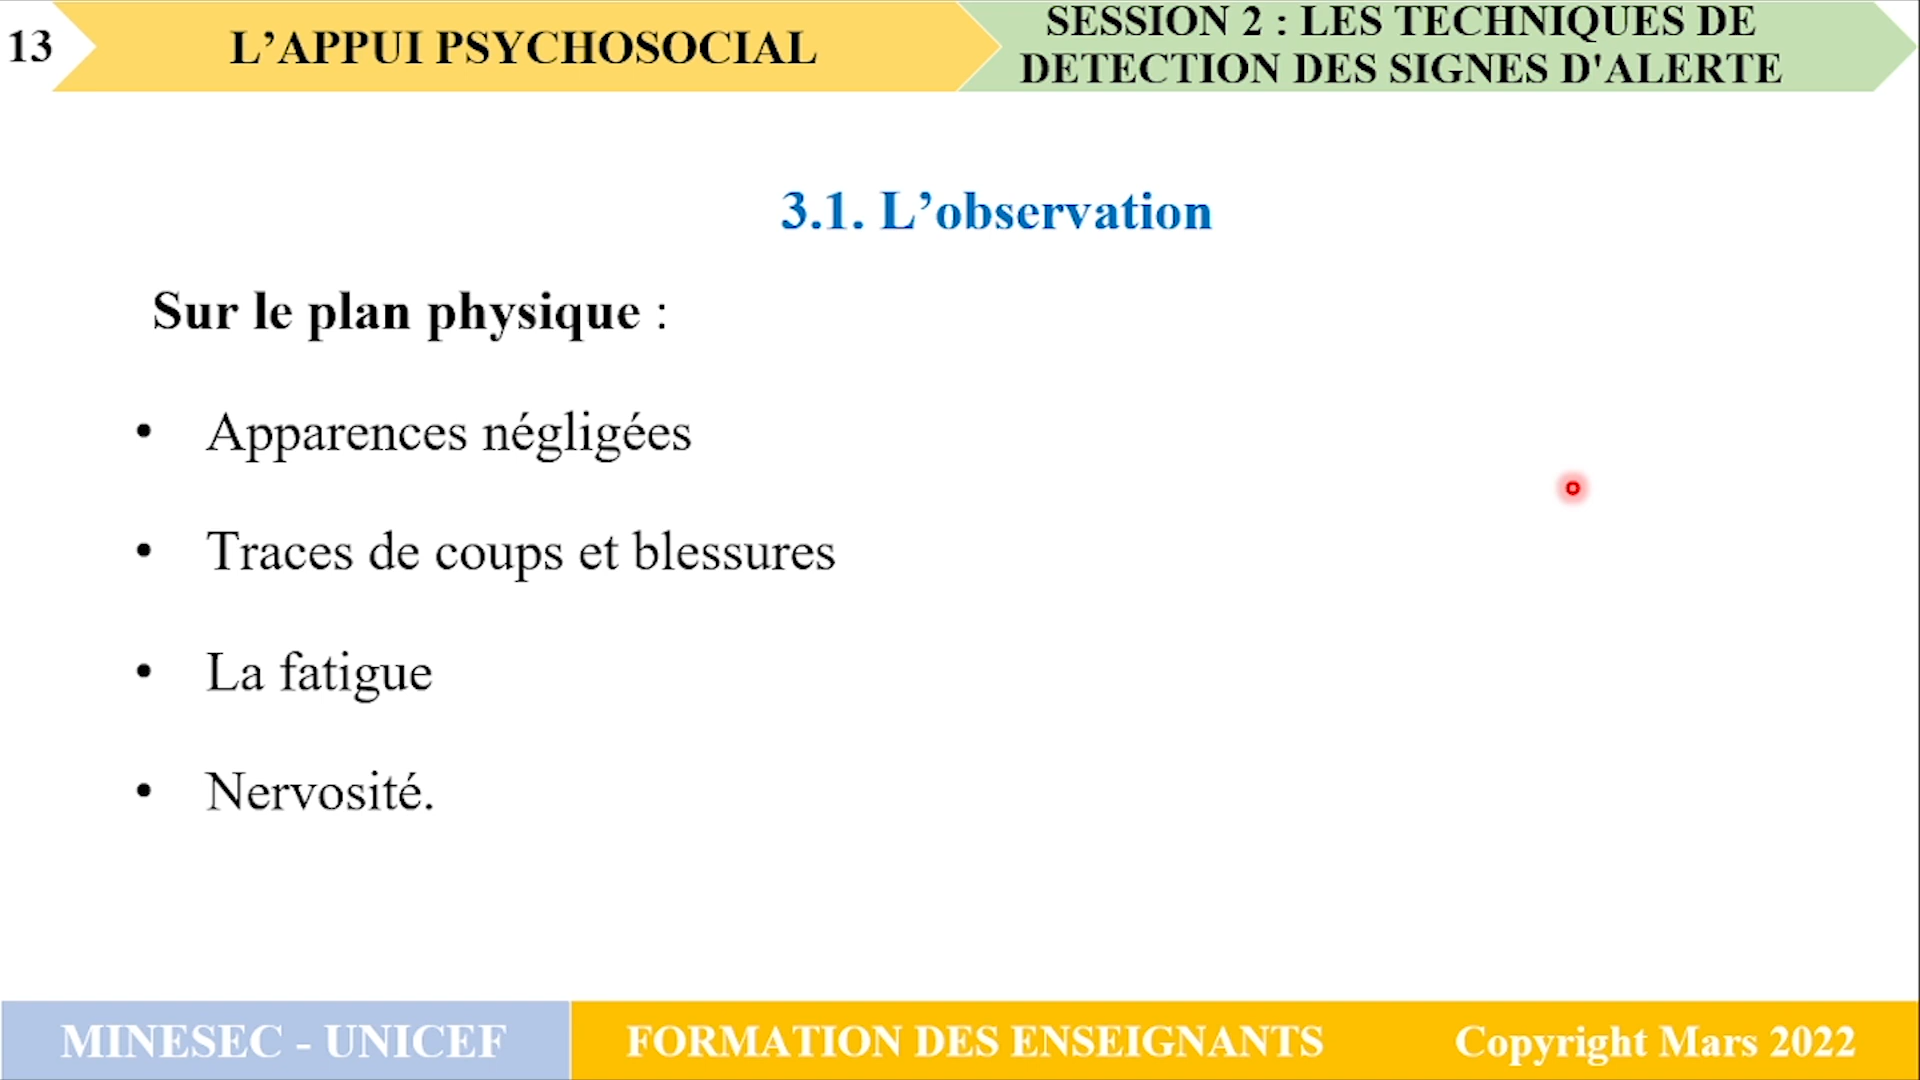 13
L’APPUI PSYCHOSOCIAL
SESSION 2 : LES TECHNIQUES DE
DETECTION DES SIGNES D'ALERTE
3.1. L’observation
Sur le plan physique :
• Apparences négligées
• Traces de coups et blessures
• La fatigue
• Nervosité.
MINESEC - UNICEF
FORMATION DES ENSEIGNANTS
Copyright Mars 2022